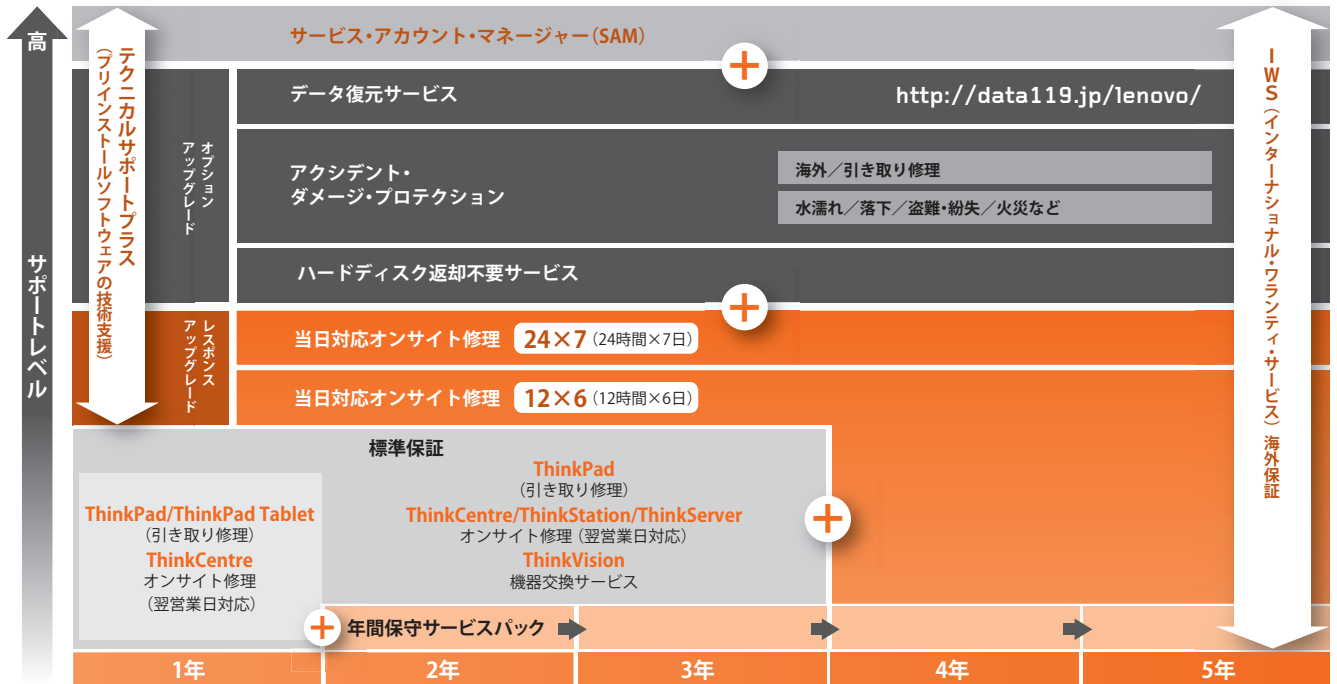 高
サポートレベル
テクニカルサポートプラス
(プリインストールソフトウェアの技術支援)
サービス・アカウント・マネージャー(SAM)
オプション
アップグレード
データ復元サービス
http://data119.jp/lenovo/
アクシデント・
ダメージ・プロテクション
海外／引き取り修理
水濡れ／落下／盗難・紛失／火災など
ハードディスク返却不要サービス
レスポンス
アップグレード
当日対応オンサイト修理 24×7 (24時間×7日)
当日対応オンサイト修理 12×6 (12時間×6日)
標準保証
ThinkPad/ThinkPad Tablet
(引き取り修理)
ThinkCentre
オンサイト修理
(翌営業日対応)
ThinkPad
(引き取り修理)
ThinkCentre/ThinkStation/ThinkServer
オンサイト修理 (翌営業日対応)
ThinkVision
機器交換サービス
年間保守サービスパック
1年 2年 3年 4年 5年
IWS (インターナショナル・ワランティ・サービス) 海外保証